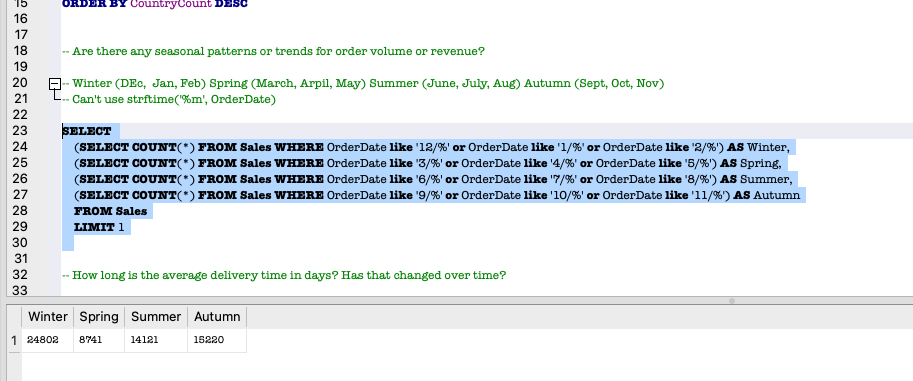 15 ORDER BY CountryCount DESC
16
17
18 -- Are there any seasonal patterns or trends for order volume or revenue?
19
20 -- Winter (DEc,  Jan, Feb) Spring (March, Arpil, May) Summer (June, July, Aug) Autumn (Sept, Oct, Nov)
21 -- Can't use strftime('%m', OrderDate)
22
23 SELECT
24 (SELECT COUNT(*) FROM Sales WHERE OrderDate like '12/%' or OrderDate like '1/%' or OrderDate like '2/%') AS Winter,
25 (SELECT COUNT(*) FROM Sales WHERE OrderDate like '3/%' or OrderDate like '4/%' or OrderDate like '5/%') AS Spring,
26 (SELECT COUNT(*) FROM Sales WHERE OrderDate like '6/%' or OrderDate like '7/%' or OrderDate like '8/%') AS Summer,
27 (SELECT COUNT(*) FROM Sales WHERE OrderDate like '9/%' or OrderDate like '10/%' or OrderDate like '11/%') AS Autumn
28 FROM Sales
29 LIMIT 1
30
31
32 -- How long is the average delivery time in days? Has that changed over time?
33
Winter Spring Summer Autumn
1 24802 8741 14121 15220